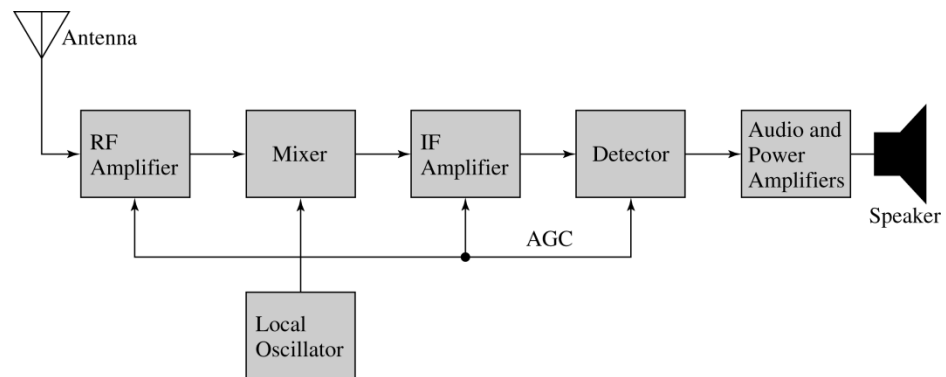 Antenna
RF
Amplifier
Mixer
IF
Amplifier
Detector
Audio and
Power
Amplifiers
Speaker
AGC
Local
Oscillator